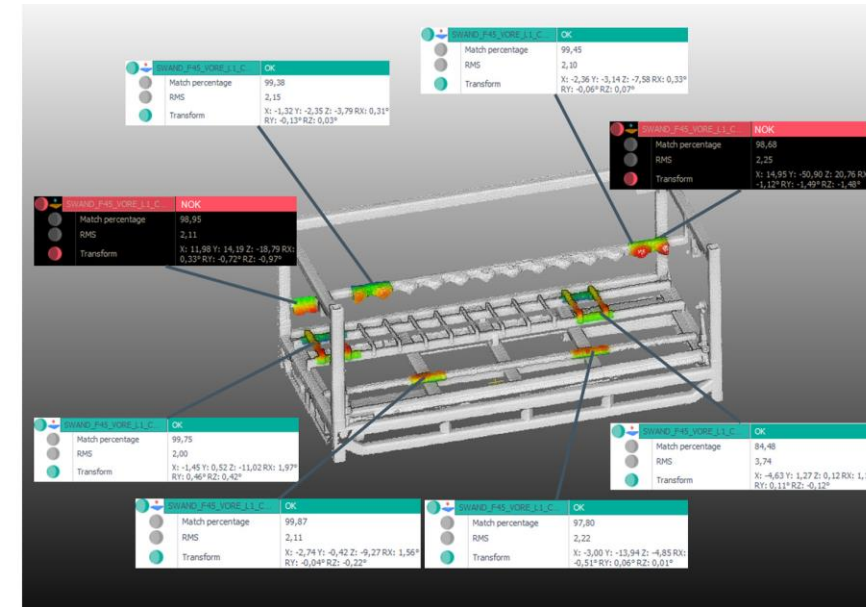 SWAND_F45_VORE_L1_C... OK
Match percentage 99,45
RMS 2,10
Transform X: -2,36 Y: -3,14 Z: -7,58 RX: 0,33°
RY: -0,06° RZ: 0,07°
SWAND_F45_VORE_L1_C... OK
Match percentage 99,38
RMS 2,15
Transform X: -1,32 Y: -2,35 Z: -3,79 RX: 0,31°
RY: -0,13° RZ: 0,03°
SWAND_F45_VORE_L1_C... NOK
Match percentage 98,68
RMS 2,25
Transform X: 14,95 Y: -50,90 Z: 20,76 RX
-1,12° RY: -1,49° RZ: -1,48°
SWAND_F45_VORE_L1_C... NOK
Match percentage 98,95
RMS 2,11
Transform X: 11,98 Y: 14,19 Z: -18,79 RX:
0,33° RY: -0,72° RZ: -0,97°
SWAND_F45_VORE_L1_C... OK
Match percentage 99,75
RMS 2,00
Transform X: -1,45 Y: 0,52 Z: -11,02 RX: 1,97°
RY: 0,46° RZ: 0,42°
SWAND_F45_VORE_L1_C... OK
Match percentage 84,48
RMS 3,74
Transform X: -4,63 Y: 1,27 Z: 0,12 RX: 1,
RY: 0,11° RZ: -0,12°
SWAND_F45_VORE_L1_C... OK
Match percentage 99,87
RMS 2,11
Transform X: -2,74 Y: -0,42 Z: -9,27 RX: 1,56°
RY: -0,04° RZ: -0,22°
SWAND_F45_VORE_L1_C... OK
Match percentage 97,80
RMS 2,22
Transform X: -3,00 Y: -13,94 Z: -4,85 RX:
-0,51° RY: 0,06° RZ: 0,01°